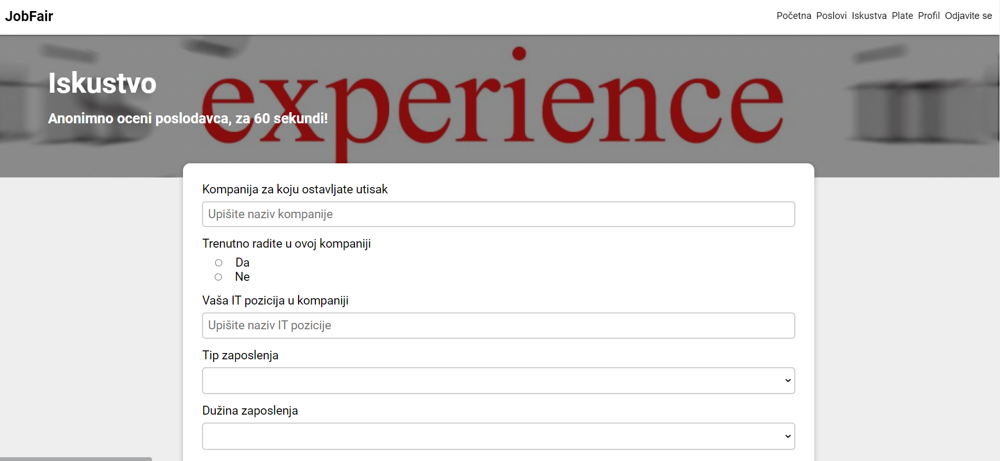 JobFair
Početna Poslovi Iskustva Plate Profil Odjavite se
experience
Iskustvo
Anonimno oceni poslodavca, za 60 sekundi!
Kompanija za koju ostavljate utisak
Upišite naziv kompanije
Trenutno radite u ovoj kompaniji
Da
Ne
Vaša IT pozicija u kompaniji
Upišite naziv IT pozicije
Tip zaposlenja
Dužina zaposlenja